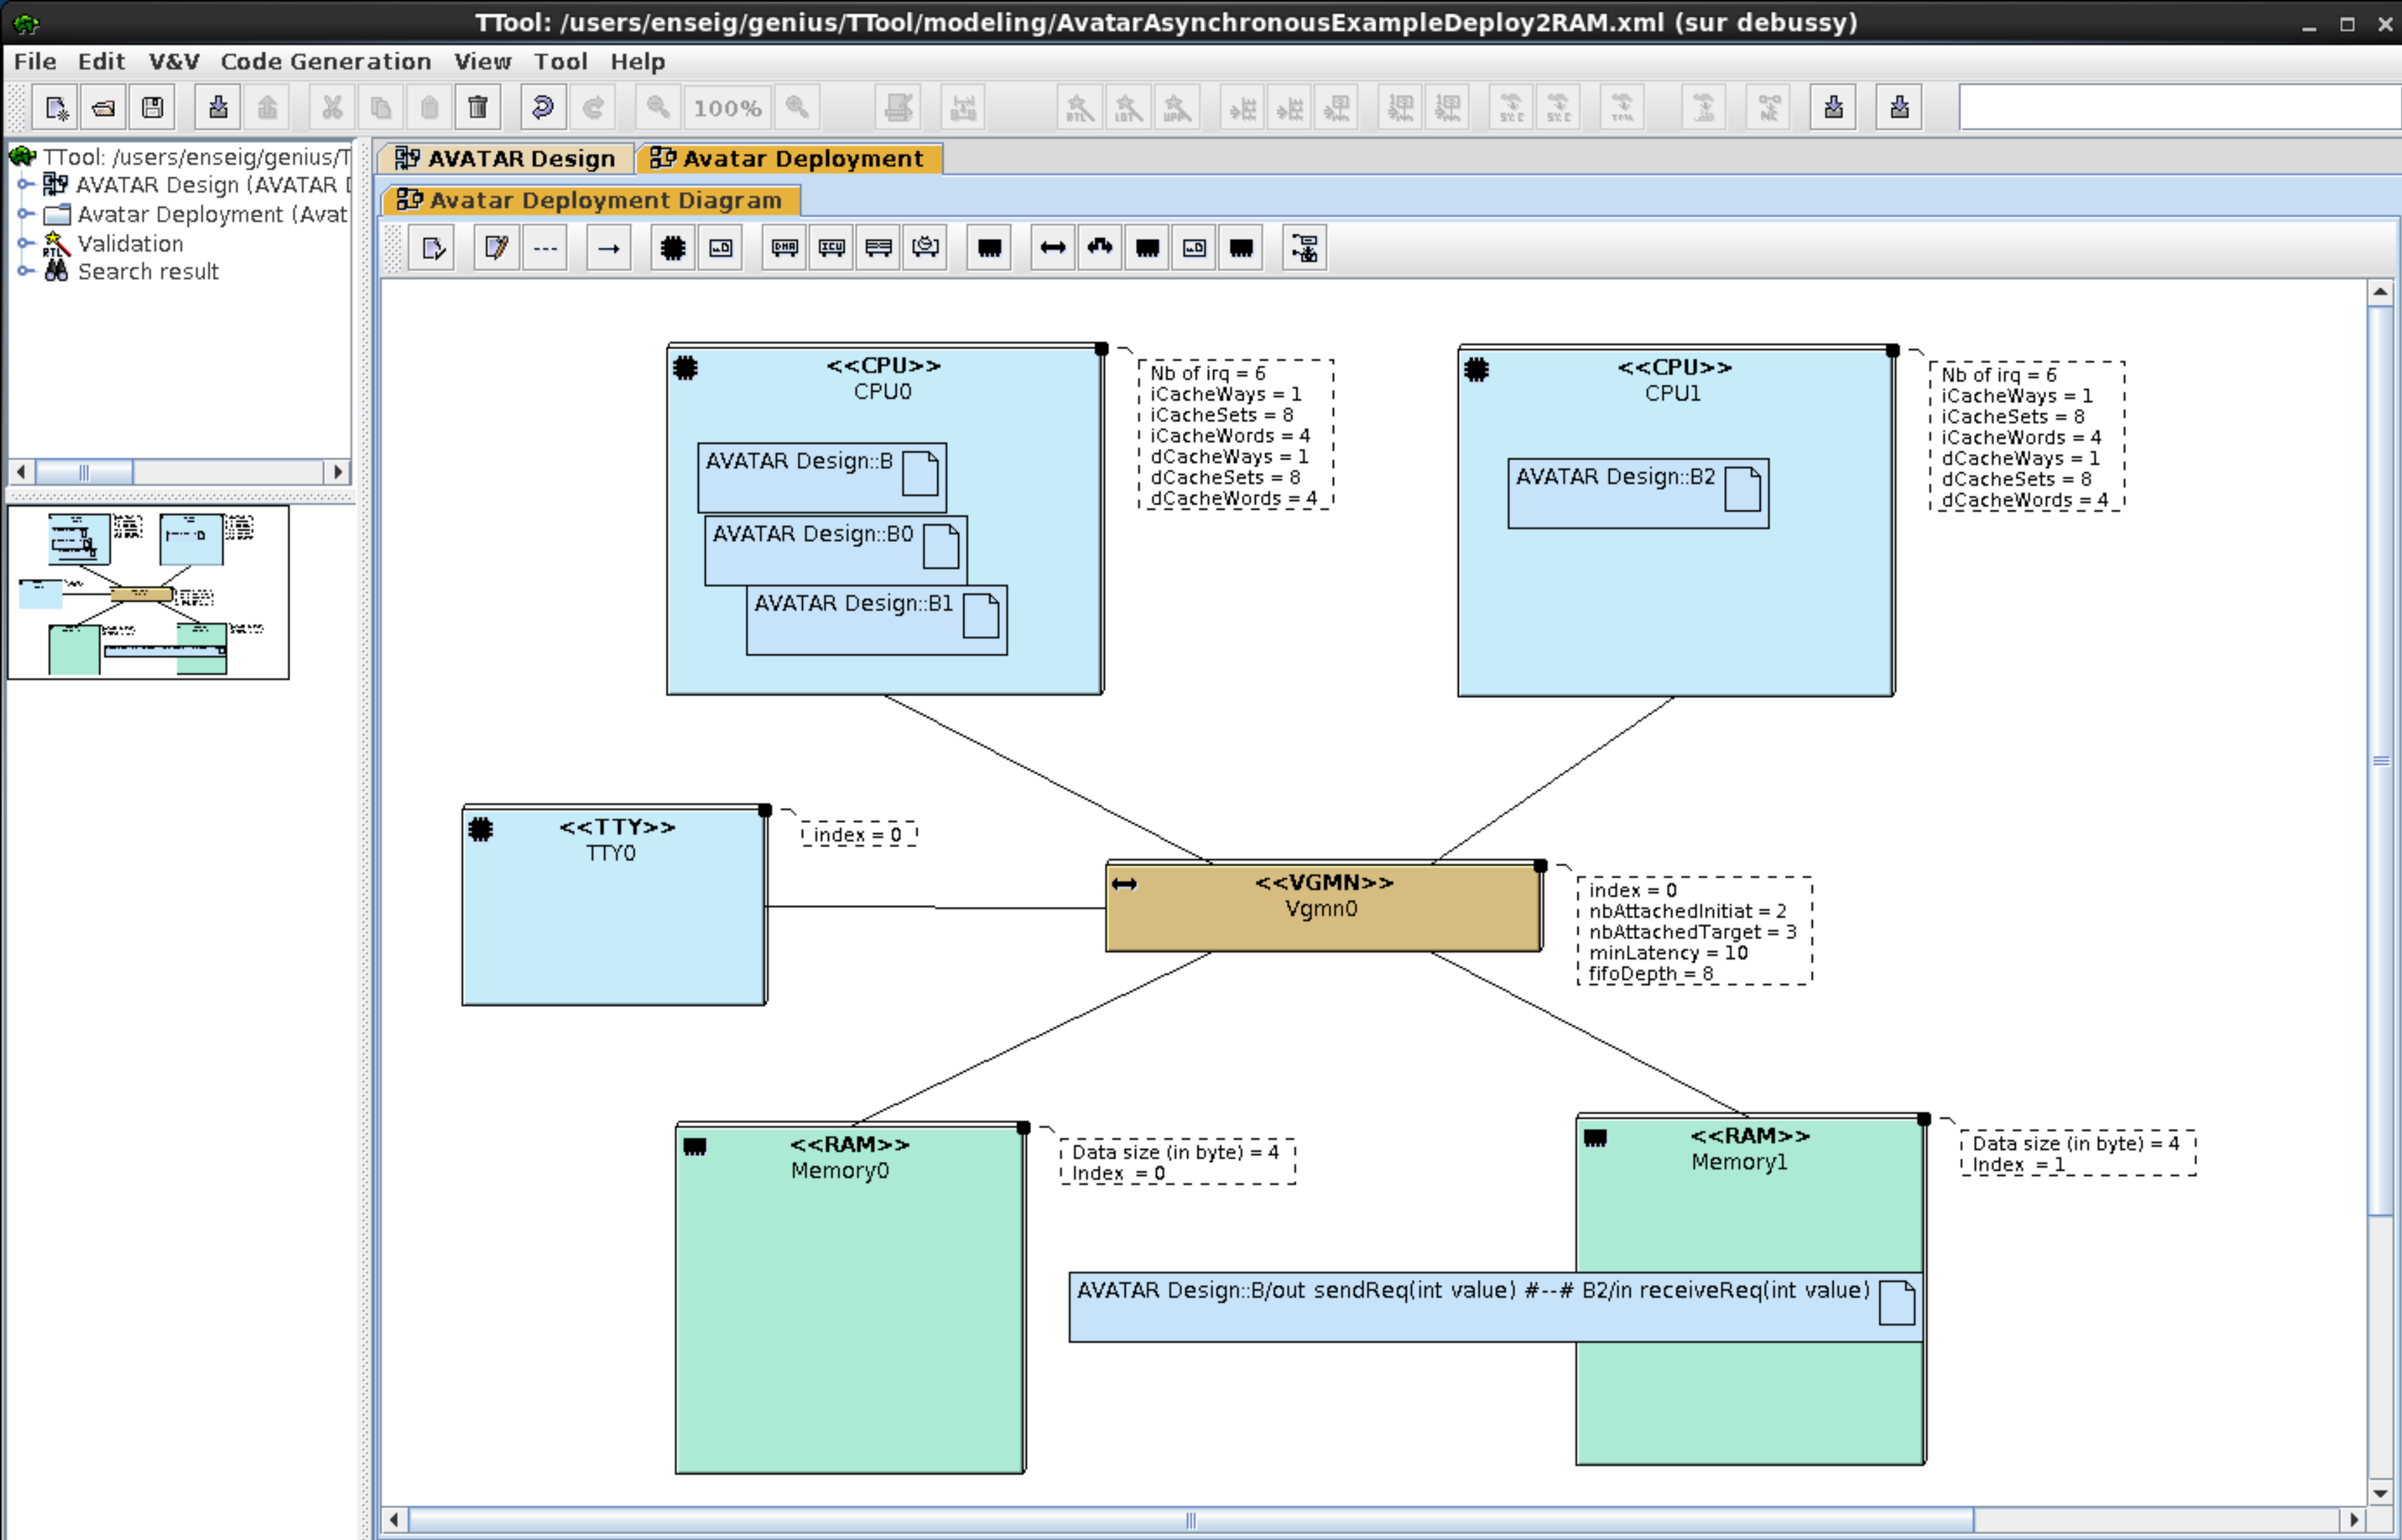 TTool: /users/enseig/genius/TTool/modeling/AvatarAsynchronousExampleDeploy2RAM.xml (sur debussy)
File Edit V&V Code Generation View Tool Help
100%
TTool: /users/enseig/genius/T
AVATAR Design (AVATAR D
Avatar Deployment (Avat
Validation
Search result
AVATAR Design
Avatar Deployment
Avatar Deployment Diagram
DMA
ICU
<<CPU>>
CPU0
AVATAR Design::B
AVATAR Design::B0
AVATAR Design::B1
Nb of irq = 6
iCacheWays = 1
iCacheSets = 8
iCacheWords = 4
dCacheWays = 1
dCacheSets = 8
dCacheWords = 4
<<CPU>>
CPU1
AVATAR Design::B2
Nb of irq = 6
iCacheWays = 1
iCacheSets = 8
iCacheWords = 4
dCacheWays = 1
dCacheSets = 8
dCacheWords = 4
<<TTY>>
TTY0
index = 0
<<VGMN>>
Vgmn0
index = 0
nbAttachedInitiat = 2
nbAttachedTarget = 3
minLatency = 10
fifoDepth = 8
<<RAM>>
Memory0
Data size (in byte) = 4
Index = 0
<<RAM>>
Memory1
Data size (in byte) = 4
Index = 1
AVATAR Design::B/out sendReq(int value) #--# B2/in receiveReq(int value)